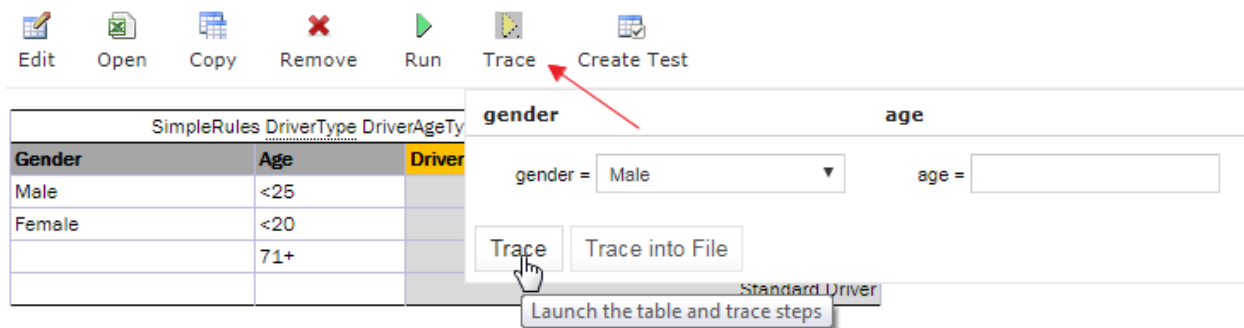 Edit Open Copy Remove Run Trace Create Test
SimpleRules DriverType DriverAgeTy
gender age
Gender Age Driver
gender = Male age =
Male <25
Female <20
Trace Trace into File
71+
Standard Driver
Launch the table and trace steps